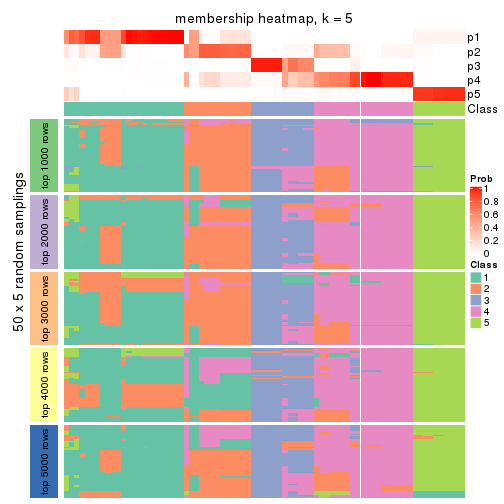 membership heatmap, k = 5
p1
p2
p3
p4
p5
Class
50 x 5 random samplings
top 1000 rows
top 2000 rows
top 3000 rows
top 4000 rows
top 5000 rows
Prob
1
0.8
0.6
0.4
0.2
0
Class
1
2
3
4
5